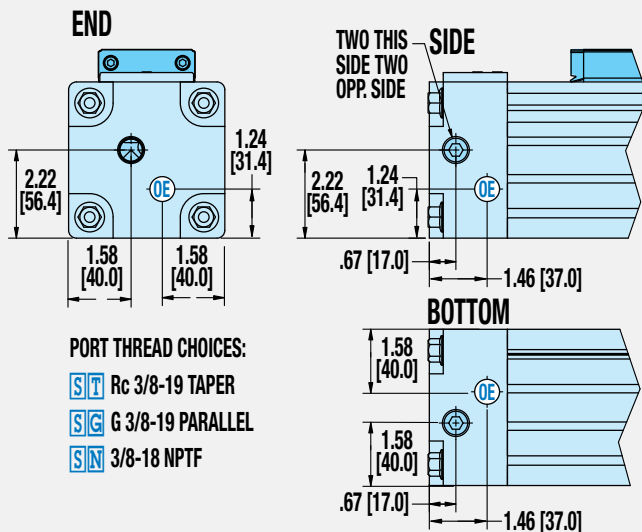 END
2.22
[56.4]
OE
1.24
[31.4]
1.58
[40.0]
1.58
[40.0]
TWO THIS
SIDE TWO
OPP. SIDE
SIDE
2.22
[56.4]
1.24
[31.4]
OE
.67 [17.0]
1.46 [37.0]
PORT THREAD CHOICES:
ST Rc 3/8-19 TAPER
SG G 3/8-19 PARALLEL
SN 3/8-18 NPTF
BOTTOM
1.58
[40.0]
OE
1.58
[40.0]
.67 [17.0]
1.46 [37.0]